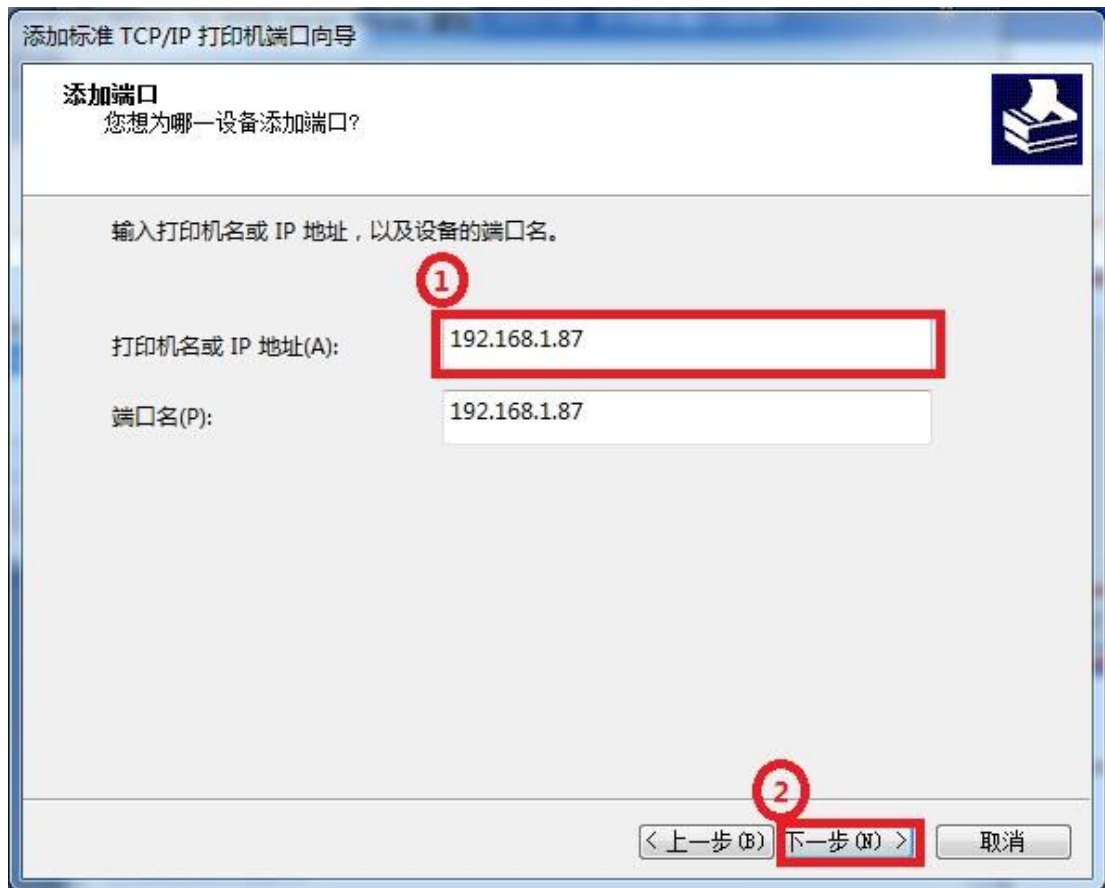 添加标准 TCP/IP 打印机端口向导
添加端口
您想为哪一设备添加端口?
输入打印机名或 IP 地址，以及设备的端口名。
1
打印机名或 IP 地址(A):
192.168.1.87
端口名(P):
192.168.1.87
2
< 上一步(B)
下一步(N) >
取消